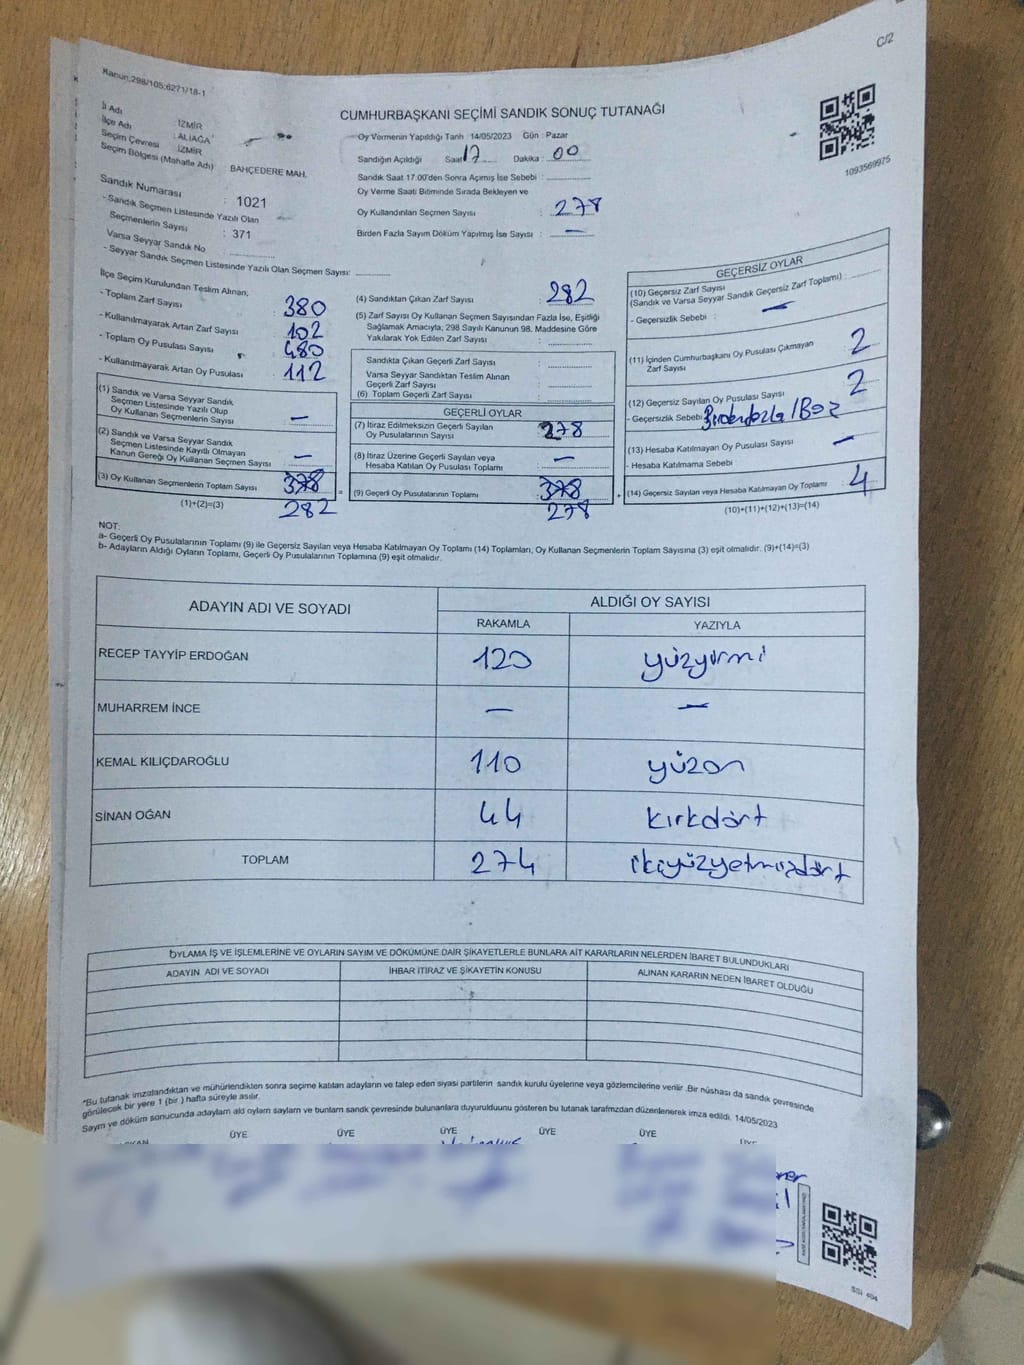 C/2
Kanun:298/105;6271/18-1
CUMHURBAŞKANI SEÇİMİ SANDIK SONUÇ TUTANAĞI
1093569975
İl Adı : İZMİR
İlçe Adı : ALİAĞA
Seçim Çevresi : İZMİR
Seçim Bölgesi (Mahalle Adı) : BAHÇEDERE MAH.
Sandık Numarası : 1021
- Sandık Seçmen Listesinde Yazılı Olan
Seçmenlerin Sayısı : 371
Varsa Seyyar Sandık No :
- Seyyar Sandık Seçmen Listesinde Yazılı Olan Seçmen Sayısı:
Oy Vermenin Yapıldığı Tarih 14/05/2023 Gün : Pazar
Sandığın Açıldığı Saat 17 Dakika : 00
Sandık Saat 17.00'den Sonra Açımış İse Sebebi :
Oy Verme Saati Bitiminde Sırada Bekleyen ve
Oy Kullandırılan Seçmen Sayısı : 278
Birden Fazla Sayım Döküm Yapılmış İse Sayısı : —
İlçe Seçim Kurulundan Teslim Alınan;
- Toplam Zarf Sayısı : 380
- Kullanılmayarak Artan Zarf Sayısı : 102
- Toplam Oy Pusulası Sayısı : 480
- Kullanılmayarak Artan Oy Pusulası : 112
(1) Sandık ve Varsa Seyyar Sandık
Seçmen Listesinde Yazılı Olup
Oy Kullanan Seçmenlerin Sayısı : —
(2) Sandık ve Varsa Seyyar Sandık
Seçmen Listesinde Kayıtlı Olmayan
Kanun Gereği Oy Kullanan Seçmen Sayısı : —
(3) Oy Kullanan Seçmenlerin Toplam Sayısı : 378
(1)+(2)=(3) 282
(4) Sandıktan Çıkan Zarf Sayısı : 282
(5) Zarf Sayısı Oy Kullanan Seçmen Sayısından Fazla İse, Eşitliği
Sağlamak Amacıyla, 298 Sayılı Kanunun 98. Maddesine Göre
Yakılarak Yok Edilen Zarf Sayısı :
Sandıkta Çıkan Geçerli Zarf Sayısı :
Varsa Seyyar Sandıktan Teslim Alınan
Geçerli Zarf Sayısı :
(6) Toplam Geçerli Zarf Sayısı :
GEÇERLİ OYLAR
(7) İtiraz Edilmeksizin Geçerli Sayılan
Oy Pusulalarının Sayısı : 278
(8) İtiraz Üzerine Geçerli Sayılan veya
Hesaba Katılan Oy Pusulası Toplamı : —
= (9) Geçerli Oy Pusulalarının Toplamı : 378 +
278
GEÇERSİZ OYLAR
(10) Geçersiz Zarf Sayısı
(Sandık ve Varsa Seyyar Sandık Geçersiz Zarf Toplamı) :
- Geçersizlik Sebebi : —
(11) İçinden Cumhurbaşkanı Oy Pusulası Çıkmayan
Zarf Sayısı : 2
(12) Geçersiz Sayılan Oy Pusulası Sayısı : 2
- Geçersizlik Sebebi Birdenfazla/Boş
(13) Hesaba Katılmayan Oy Pusulası Sayısı : —
- Hesaba Katılmama Sebebi
(14) Geçersiz Sayılan veya Hesaba Katılmayan Oy Toplamı : 4
(10)+(11)+(12)+(13)=(14)
NOT:
a- Geçerli Oy Pusulalarının Toplamı (9) ile Geçersiz Sayılan veya Hesaba Katılmayan Oy Toplamı (14) Toplamları, Oy Kullanan Seçmenlerin Toplam Sayısına (3) eşit olmalıdır. (9)+(14)=(3)
b- Adayların Aldığı Oyların Toplamı, Geçerli Oy Pusulalarının Toplamına (9) eşit olmalıdır.
ADAYIN ADI VE SOYADI ALDIĞI OY SAYISI
RAKAMLA YAZIYLA
RECEP TAYYİP ERDOĞAN 120 yüzyirmi
MUHARREM İNCE — —
KEMAL KILIÇDAROĞLU 110 yüzon
SİNAN OĞAN 44 kırkdört
TOPLAM 274 ikiyüzyetmişdört
OYLAMA İŞ VE İŞLEMLERİNE VE OYLARIN SAYIM VE DÖKÜMÜNE DAİR ŞİKAYETLERLE BUNLARA AİT KARARLARIN NELERDEN İBARET BULUNDUKLARI
ADAYIN ADI VE SOYADI İHBAR İTİRAZ VE ŞİKAYETİN KONUSU ALINAN KARARIN NEDEN İBARET OLDUĞU
*Bu tutanak imzalandıktan ve mühürlendikten sonra seçime katılan adayların ve talep eden siyasi partilerin sandık kurulu üyelerine veya gözlemcilerine verilir .Bir nüshası da sandık çevresinde
görülecek bir yere 1 (bir ) hafta süreyle asılır.
Sayım ve döküm sonucunda adayların aldı oyların sayıların ve bunların sandık çevresinde bulunanlara duyurulduunu gösteren bu tutanak tarafmzdan düzenlenerek imza edildi. 14/05/2023
ÜYE ÜYE ÜYE ÜYE ÜYE
SSİ 404